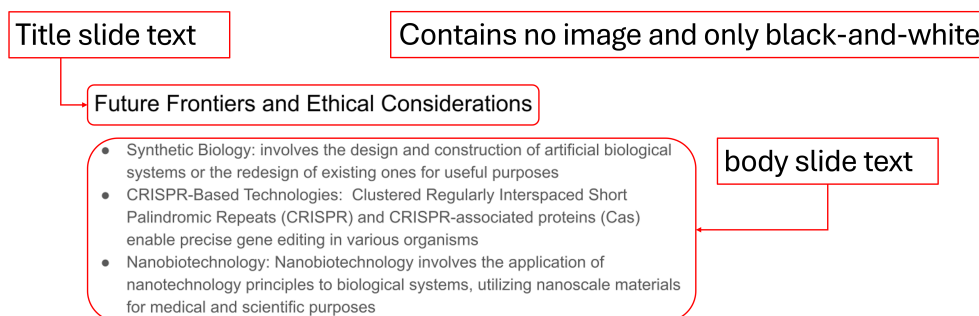 Title slide text
Contains no image and only black-and-white
Future Frontiers and Ethical Considerations
● Synthetic Biology: involves the design and construction of artificial biological
systems or the redesign of existing ones for useful purposes
● CRISPR-Based Technologies:  Clustered Regularly Interspaced Short
Palindromic Repeats (CRISPR) and CRISPR-associated proteins (Cas)
enable precise gene editing in various organisms
● Nanobiotechnology: Nanobiotechnology involves the application of
nanotechnology principles to biological systems, utilizing nanoscale materials
for medical and scientific purposes
body slide text